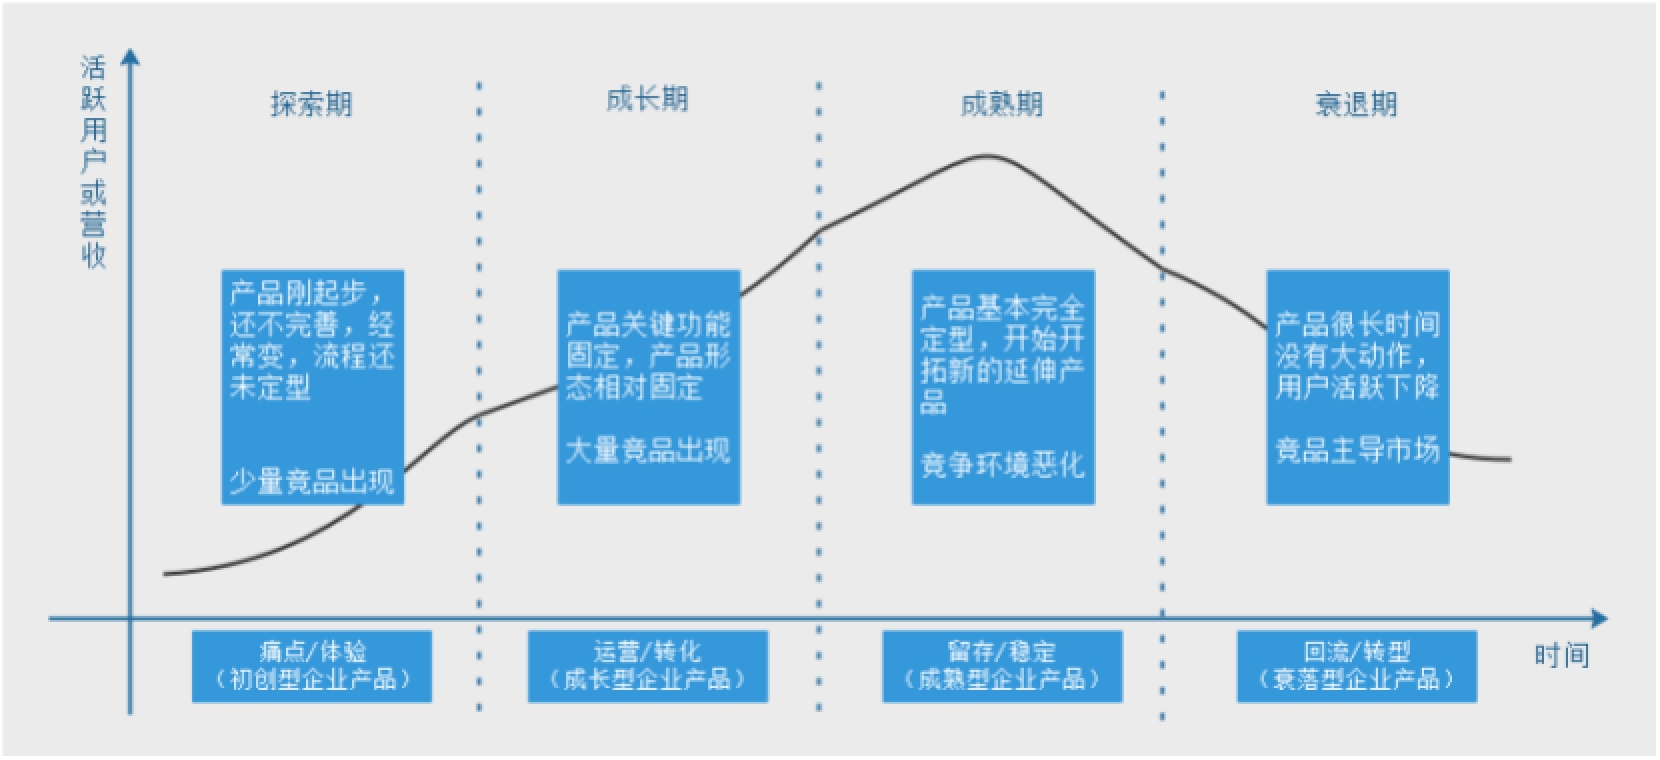 活跃用户或营收
探索期
成长期
成熟期
衰退期
产品刚起步，
还不完善，经
常变，流程还
未定型
少量竞品出现
产品关键功能
固定，产品形
态相对固定
大量竞品出现
产品基本完全
定型，开始开
拓新的延伸产
品
竞争环境恶化
产品很长时间
没有大动作，
用户活跃下降
竞品主导市场
痛点/体验
（初创型企业产品）
运营/转化
（成长型企业产品）
留存/稳定
（成熟型企业产品）
回流/转型
（衰落型企业产品）
时间